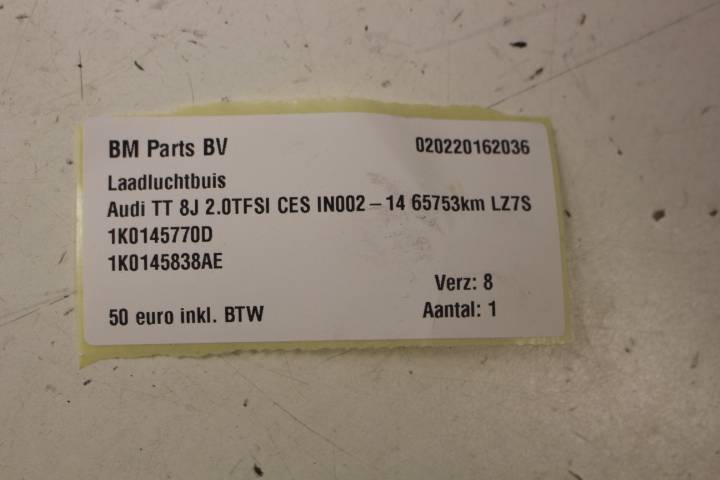 BM Parts BV 020220162036
Laadluchtbuis
Audi TT 8J 2.0TFSI CES IN002 – 14 65753km LZ7S
1K0145770D
1K0145838AE
Verz: 8
50 euro inkl. BTW Aantal: 1